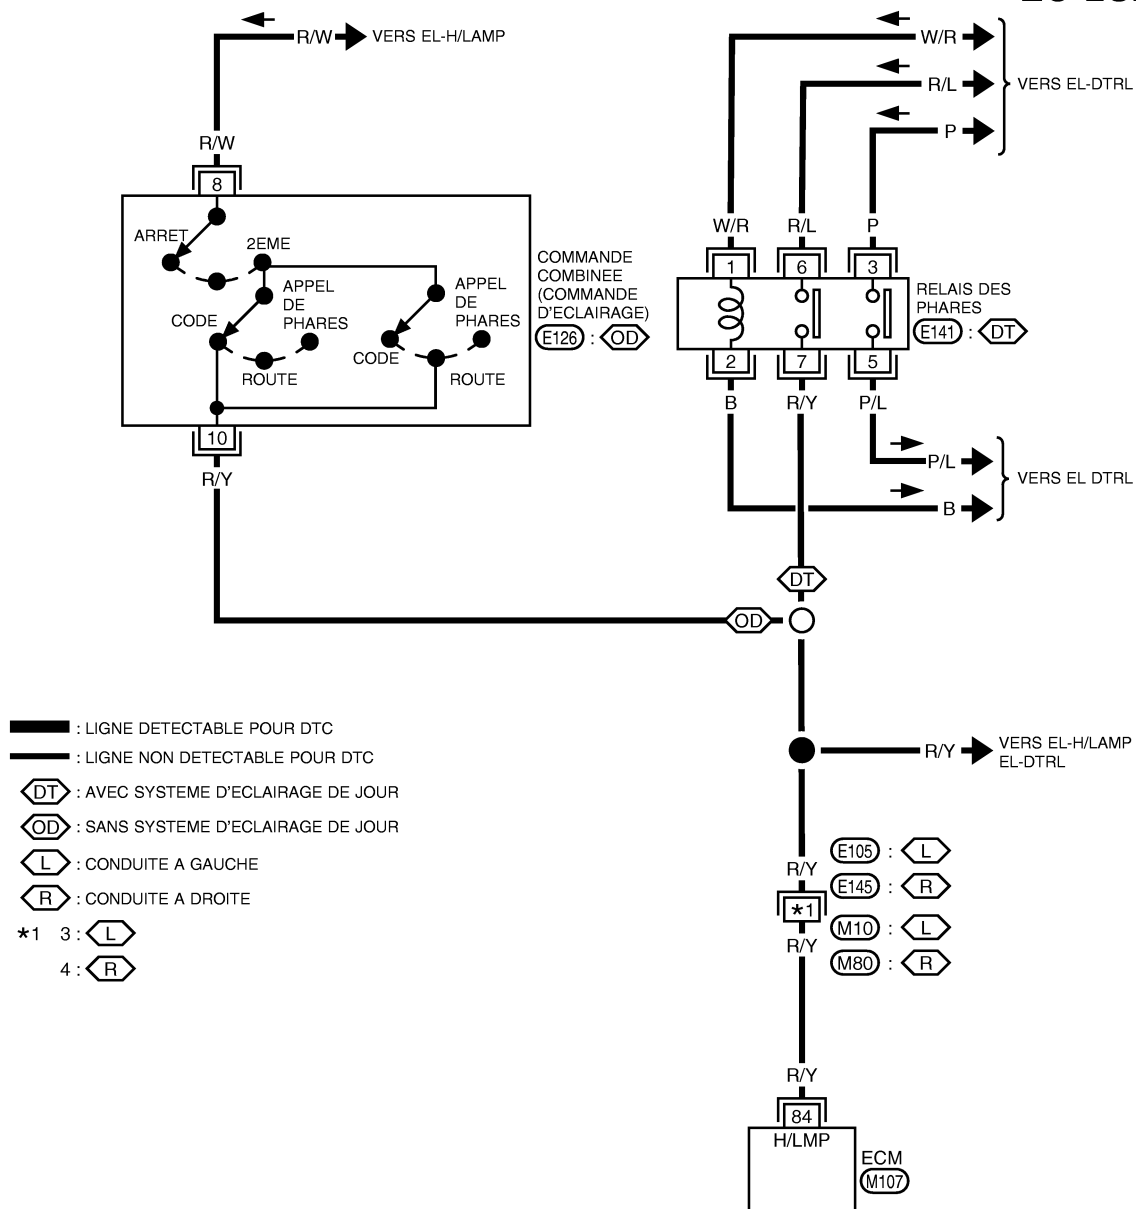 R/W
VERS EL-H/LAMP
R/W
8
ARRET
2EME
APPEL
DE
PHARES
CODE
ROUTE
APPEL
DE
PHARES
CODE
ROUTE
10
R/Y
COMMANDE
COMBINEE
(COMMANDE
D'ECLAIRAGE)
E126 : OD
W/R
R/L
P
VERS EL-DTRL
W/R R/L P
1 6 3
RELAIS DES
PHARES
E141 : DT
2 7 5
B R/Y P/L
P/L
B
VERS EL DTRL
DT
OD
R/Y
VERS EL-H/LAMP
EL-DTRL
: LIGNE DETECTABLE POUR DTC
: LIGNE NON DETECTABLE POUR DTC
DT : AVEC SYSTEME D'ECLAIRAGE DE JOUR
OD : SANS SYSTEME D'ECLAIRAGE DE JOUR
L : CONDUITE A GAUCHE
R : CONDUITE A DROITE
*1 3 : L
4 : R
R/Y
*1
R/Y
E105 : L
E145 : R
M10 : L
M80 : R
R/Y
84
H/LMP
ECM
M107